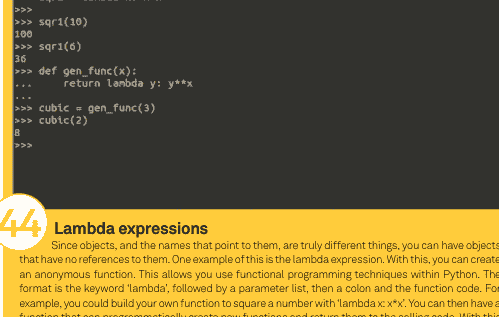 >>>
>>> sqr1(10)
100
>>> sqr1(6)
36
>>> def gen_func(x):
...     return lambda y: y**x
...
>>> cubic = gen_func(3)
>>> cubic(2)
8
>>>
44
Lambda expressions
Since objects, and the names that point to them, are truly different things, you can have objects
that have no references to them. One example of this is the lambda expression. With this, you can create
an anonymous function. This allows you use functional programming techniques within Python. The
format is the keyword 'lambda', followed by a parameter list, then a colon and the function code. For
example, you could build your own function to square a number with 'lambda x: x*x'. You can then have a
function that can programmatically create new functions and return them to the calling code. With this